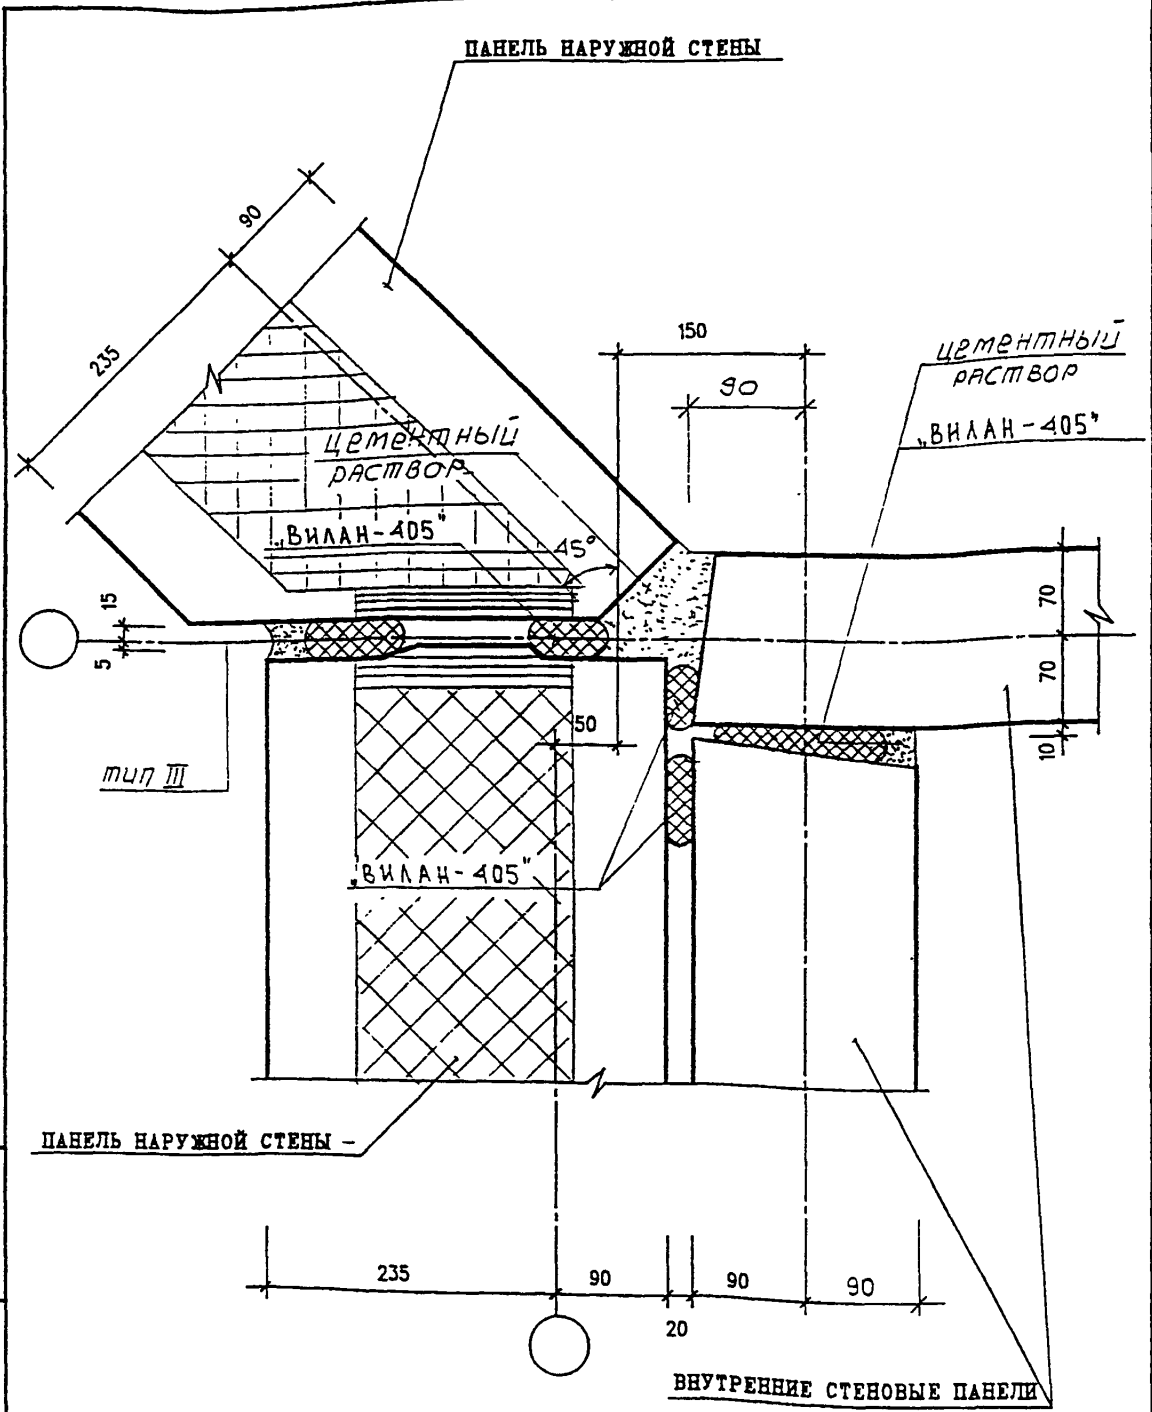 ПАНЕЛЬ НАРУЖНОЙ СТЕНЫ
90
235
150
90
цементный
раствор
„ВИЛАН-405"
цементный
раствор
„ВИЛАН-405"
45°
15
5
70
70
10
50
тип III
„ВИЛАН-405"
ПАНЕЛЬ НАРУЖНОЙ СТЕНЫ -
235
90
20
90
90
ВНУТРЕННИЕ СТЕНОВЫЕ ПАНЕЛИ